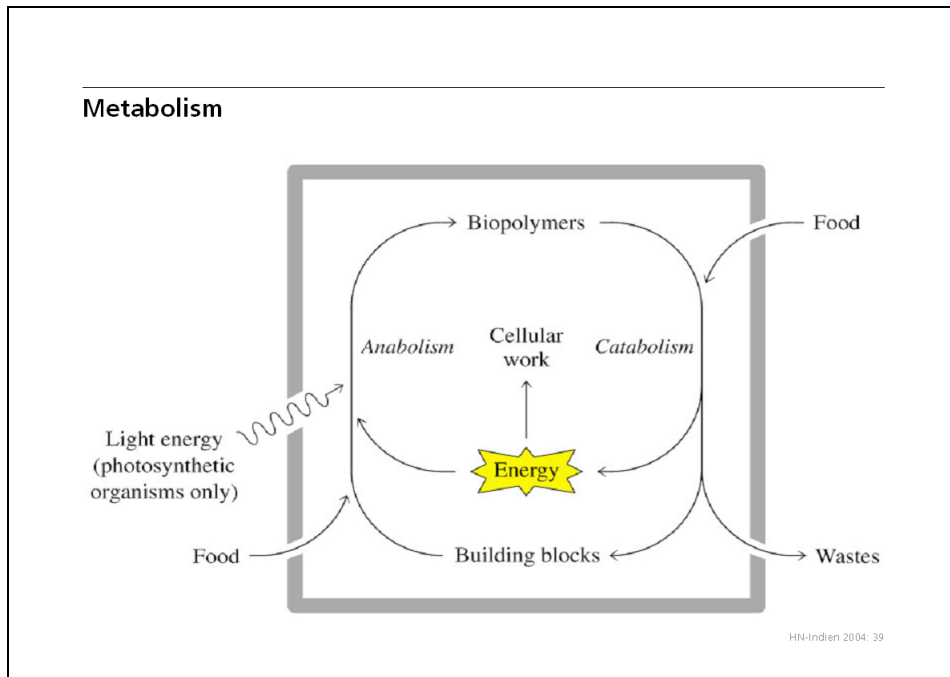 Metabolism
Biopolymers
Food
Anabolism
Cellular
work
Catabolism
Light energy
(photosynthetic
organisms only)
Energy
Food
Building blocks
Wastes
HN-Indien 2004: 39